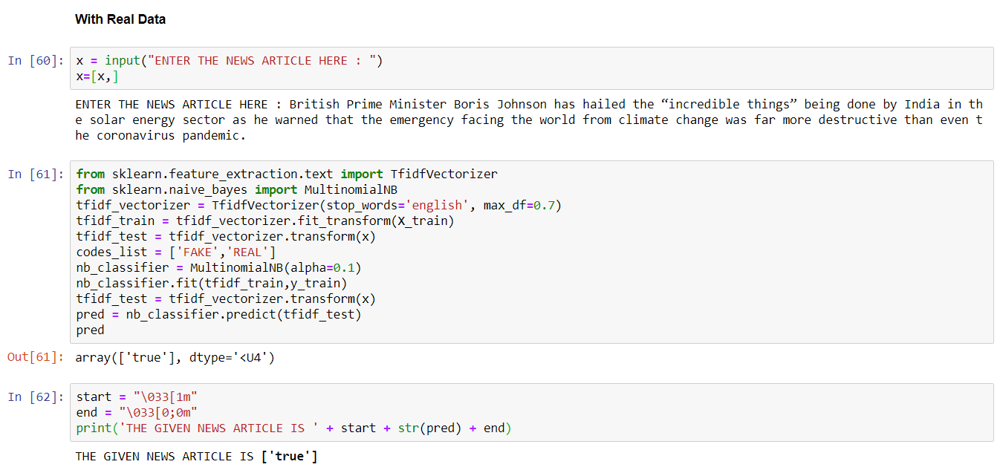 With Real Data
In [60]: x = input("ENTER THE NEWS ARTICLE HERE : ")
x=[x,]
ENTER THE NEWS ARTICLE HERE : British Prime Minister Boris Johnson has hailed the “incredible things” being done by India in th
e solar energy sector as he warned that the emergency facing the world from climate change was far more destructive than even t
he coronavirus pandemic.
In [61]: from sklearn.feature_extraction.text import TfidfVectorizer
from sklearn.naive_bayes import MultinomialNB
tfidf_vectorizer = TfidfVectorizer(stop_words='english', max_df=0.7)
tfidf_train = tfidf_vectorizer.fit_transform(X_train)
tfidf_test = tfidf_vectorizer.transform(x)
codes_list = ['FAKE','REAL']
nb_classifier = MultinomialNB(alpha=0.1)
nb_classifier.fit(tfidf_train,y_train)
tfidf_test = tfidf_vectorizer.transform(x)
pred = nb_classifier.predict(tfidf_test)
pred
Out[61]: array(['true'], dtype='<U4')
In [62]: start = "\033[1m"
end = "\033[0;0m"
print('THE GIVEN NEWS ARTICLE IS ' + start + str(pred) + end)
THE GIVEN NEWS ARTICLE IS ['true']